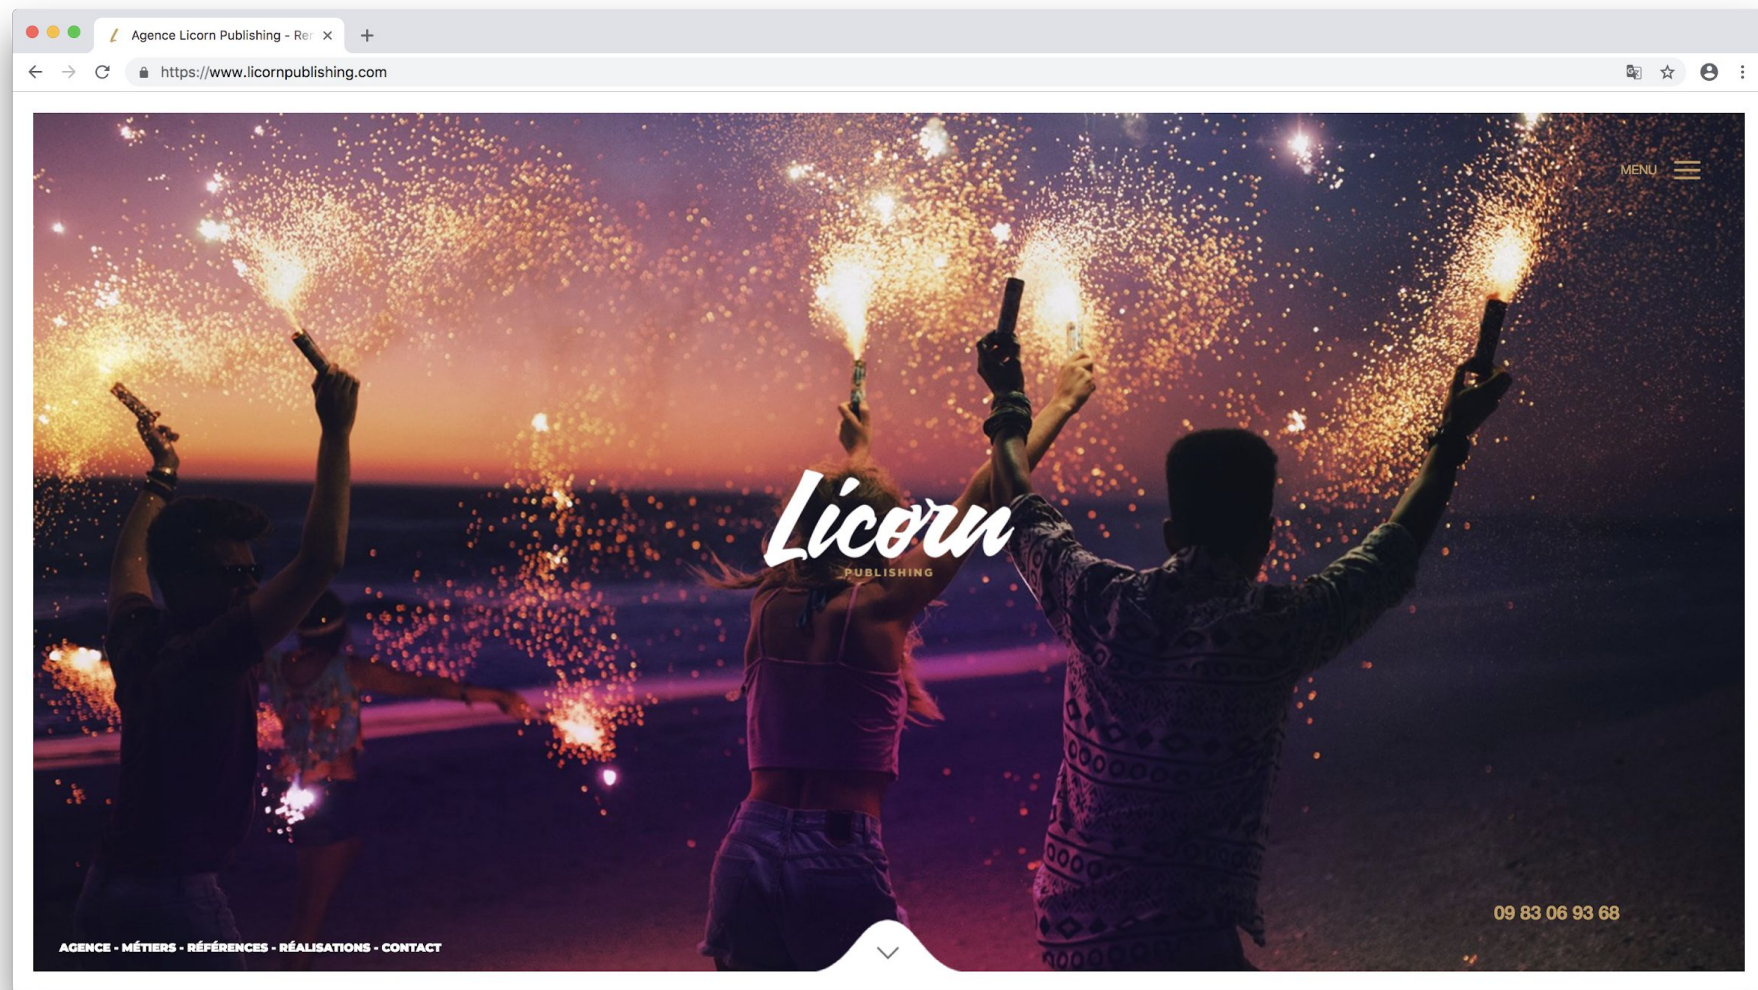 Agence Licorn Publishing - Rer
https://www.licornpublishing.com
MENU
Licorn
PUBLISHING
09 83 06 93 68
AGENCE - MÉTIERS - RÉFÉRENCES - RÉALISATIONS - CONTACT